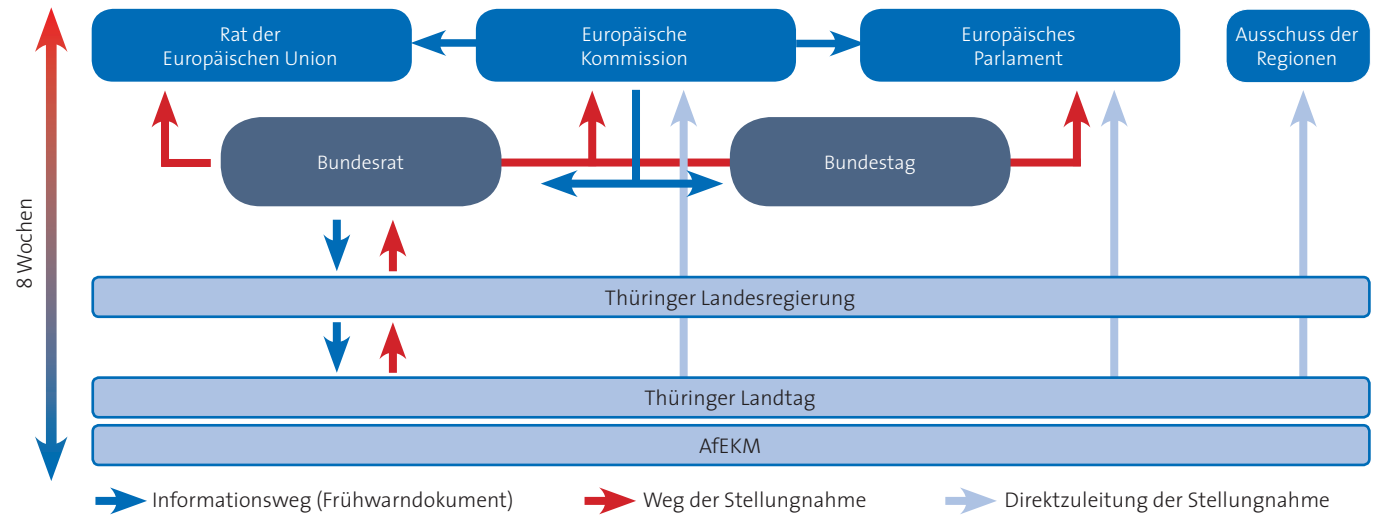 Rat der
Europäischen Union
Europäische
Kommission
Europäisches
Parlament
Ausschuss der
Regionen
Bundesrat
Bundestag
8 Wochen
Thüringer Landesregierung
Thüringer Landtag
AfEKM
Informationsweg (Frühwarndokument)
Weg der Stellungnahme
Direktzuleitung der Stellungnahme